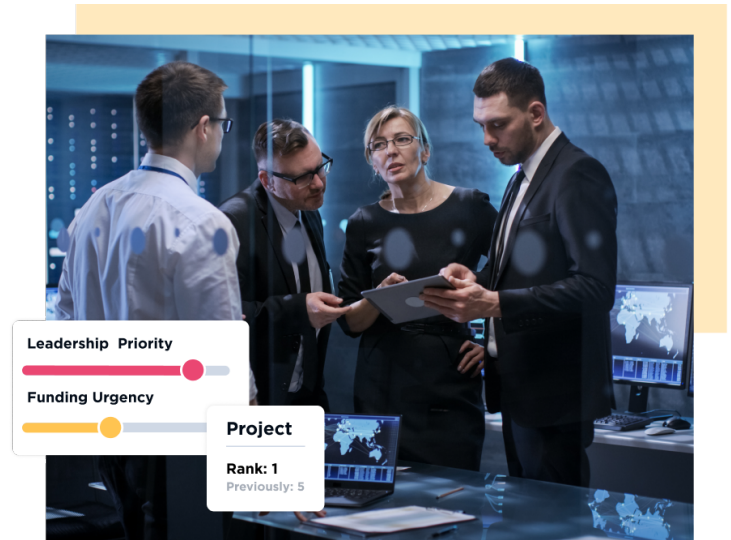 Leadership Priority
Funding Urgency
Project
Rank: 1
Previously: 5